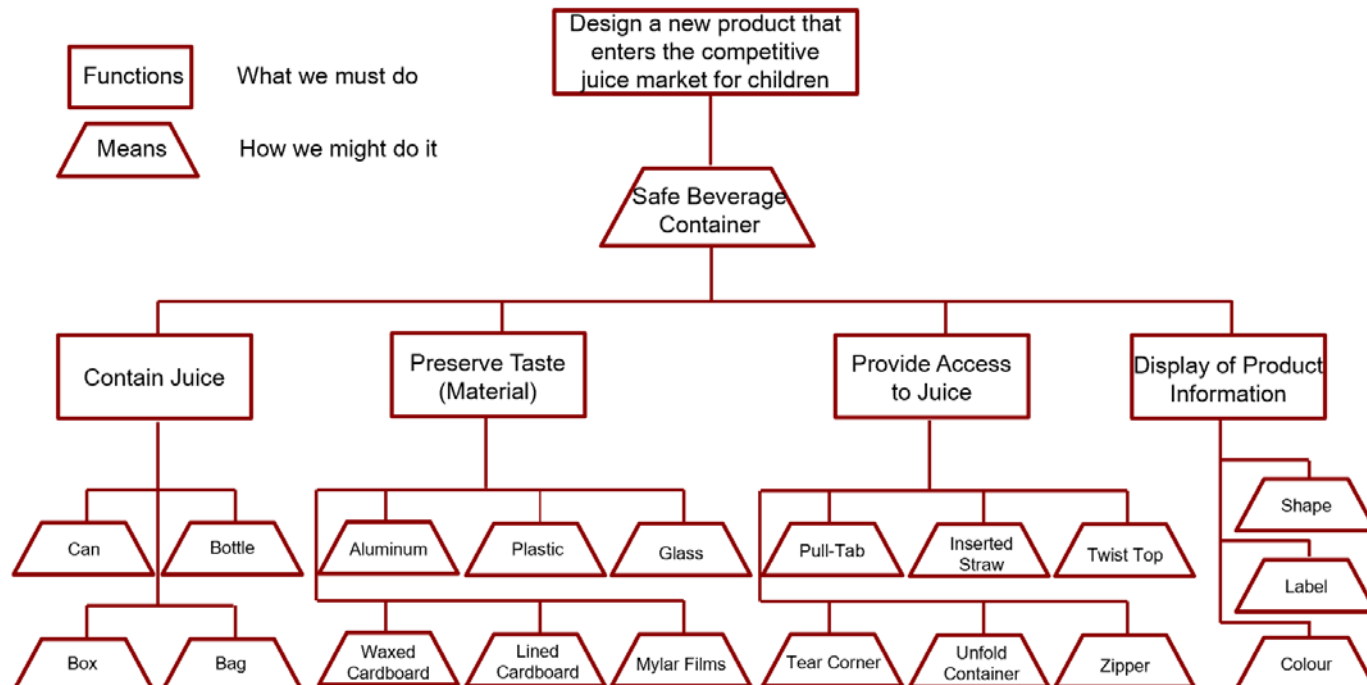 Design a new product that
enters the competitive
juice market for children
Functions
What we must do
Means
How we might do it
Safe Beverage
Container
Contain Juice
Preserve Taste
(Material)
Provide Access
to Juice
Display of Product
Information
Can
Bottle
Aluminum
Plastic
Glass
Pull-Tab
Inserted
Straw
Twist Top
Shape
Label
Box
Bag
Waxed
Cardboard
Lined
Cardboard
Mylar Films
Tear Corner
Unfold
Container
Zipper
Colour